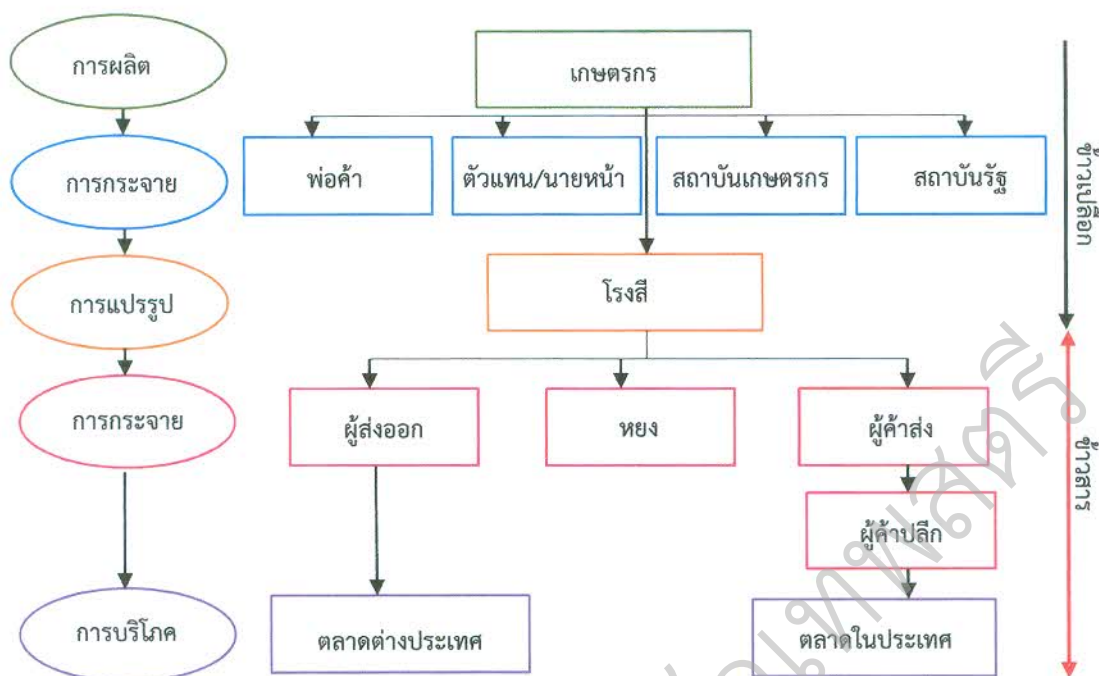 การผลิต
เกษตรกร
การกระจาย
พ่อค้า
ตัวแทน/นายหน้า
สถาบันเกษตรกร
สถาบันรัฐ
ข้าวเปลือก
การแปรรูป
โรงสี
การกระจาย
ผู้ส่งออก
หยง
ผู้ค้าส่ง
ข้าวสาร
ผู้ค้าปลีก
การบริโภค
ตลาดต่างประเทศ
ตลาดในประเทศ